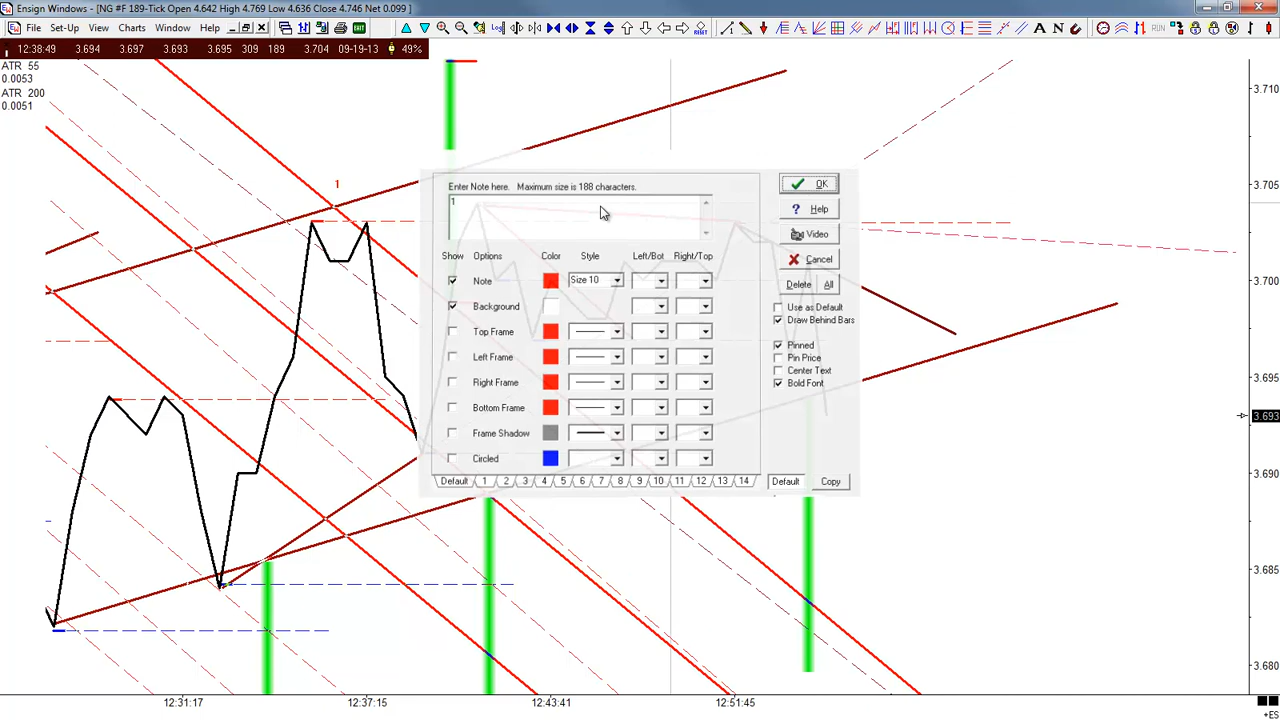 Ensign Windows - [NG #F 189-Tick Open 4.642 High 4.769 Low 4.636 Close 4.746 Net 0.099 ]
File Set-Up View Charts Window Help
EXIT Log RESET A N RUN
12:38:49 3.694 3.697 3.693 3.695 309 189 3.704 09-19-13 49%
ATR 55
0.0053
ATR 200
0.0051
3.710
3.705
3.700
3.695
3.693
3.690
3.685
3.680
1
Enter Note here. Maximum size is 188 characters.
1
Show Options Color Style Left/Bot Right/Top
Note Size 10
Background
Top Frame
Left Frame
Right Frame
Bottom Frame
Frame Shadow
Circled
Default 1 2 3 4 5 6 7 8 9 10 11 12 13 14
OK
Help
Video
Cancel
Delete All
Use as Default
Draw Behind Bars
Pinned
Pin Price
Center Text
Bold Font
Default Copy
12:31:17 12:37:15 12:43:41 12:51:45
+ES